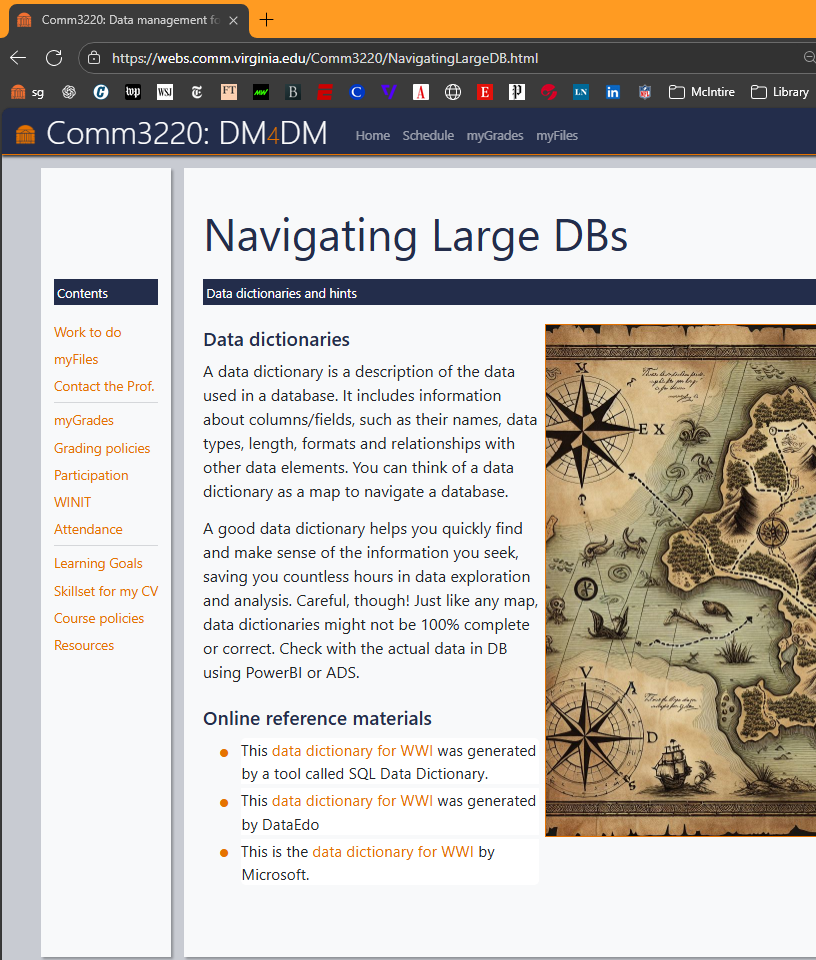 Comm3220: Data management fo
https://webs.comm.virginia.edu/Comm3220/NavigatingLargeDB.html
sg
wp
WSJ
FT
B
C
A
E
P
LN
in
McIntire
Library
Comm3220: DM4DM
Home Schedule myGrades myFiles
Navigating Large DBs
Contents
Work to do
myFiles
Contact the Prof.
myGrades
Grading policies
Participation
WINIT
Attendance
Learning Goals
Skillset for my CV
Course policies
Resources
Data dictionaries and hints
Data dictionaries
A data dictionary is a description of the data
used in a database. It includes information
about columns/fields, such as their names, data
types, length, formats and relationships with
other data elements. You can think of a data
dictionary as a map to navigate a database.
A good data dictionary helps you quickly find
and make sense of the information you seek,
saving you countless hours in data exploration
and analysis. Careful, though! Just like any map,
data dictionaries might not be 100% complete
or correct. Check with the actual data in DB
using PowerBI or ADS.
Online reference materials
This data dictionary for WWI was generated
by a tool called SQL Data Dictionary.
This data dictionary for WWI was generated
by DataEdo
This is the data dictionary for WWI by
Microsoft.
M
E X
V
A
D